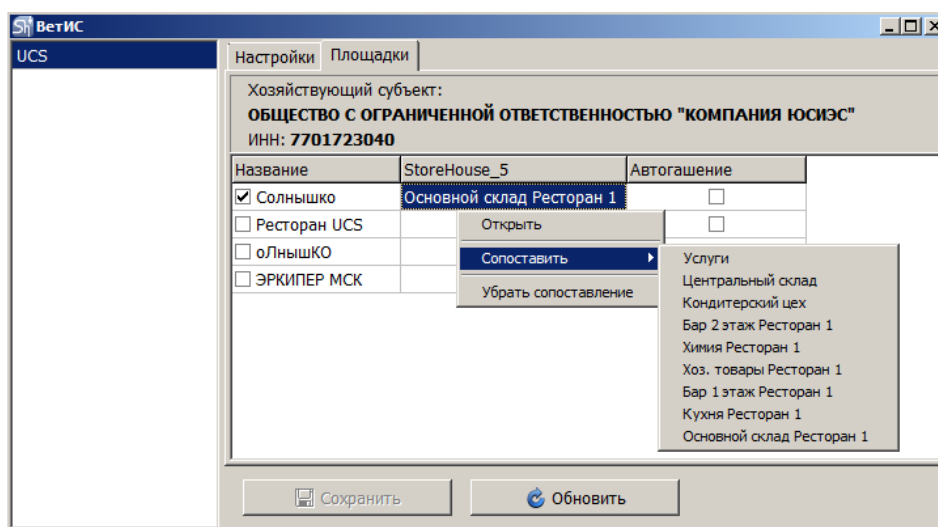 Sh ВетИС
UCS
Настройки Площадки
Хозяйствующий субъект:
ОБЩЕСТВО С ОГРАНИЧЕННОЙ ОТВЕТСТВЕННОСТЬЮ "КОМПАНИЯ ЮСИЭС"
ИНН: 7701723040
Название StoreHouse_5 Автогашение
Солнышко Основной склад Ресторан 1
Ресторан UCS
оЛнышКО
ЭРКИПЕР МСК
Открыть
Сопоставить
Убрать сопоставление
Услуги
Центральный склад
Кондитерский цех
Бар 2 этаж Ресторан 1
Химия Ресторан 1
Хоз. товары Ресторан 1
Бар 1 этаж Ресторан 1
Кухня Ресторан 1
Основной склад Ресторан 1
Сохранить Обновить